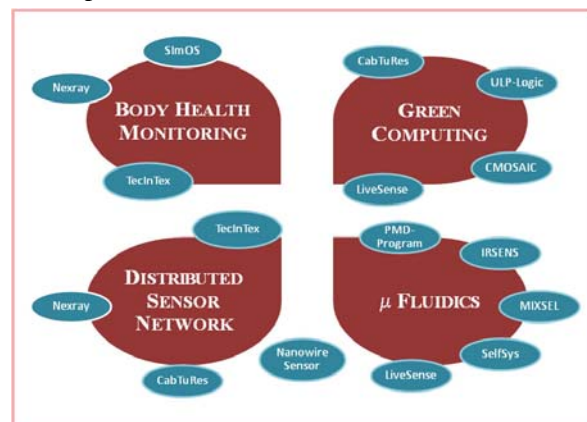 SImOS
Nexray
BODY HEALTH
MONITORING
TecInTex
CabTuRes
ULP-Logic
GREEN
COMPUTING
CMOSAIC
LiveSense
TecInTex
DISTRIBUTED
SENSOR
NETWORK
Nexray
CabTuRes
Nanowire
Sensor
PMD-
Program
IRSENS
μ FLUIDICS
MIXSEL
SelfSys
LiveSense